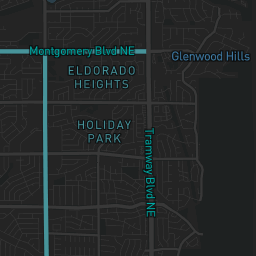 Montgomery Blvd NE
Glenwood Hills
ELDORADO
HEIGHTS
HOLIDAY
PARK
Tramway Blvd NE